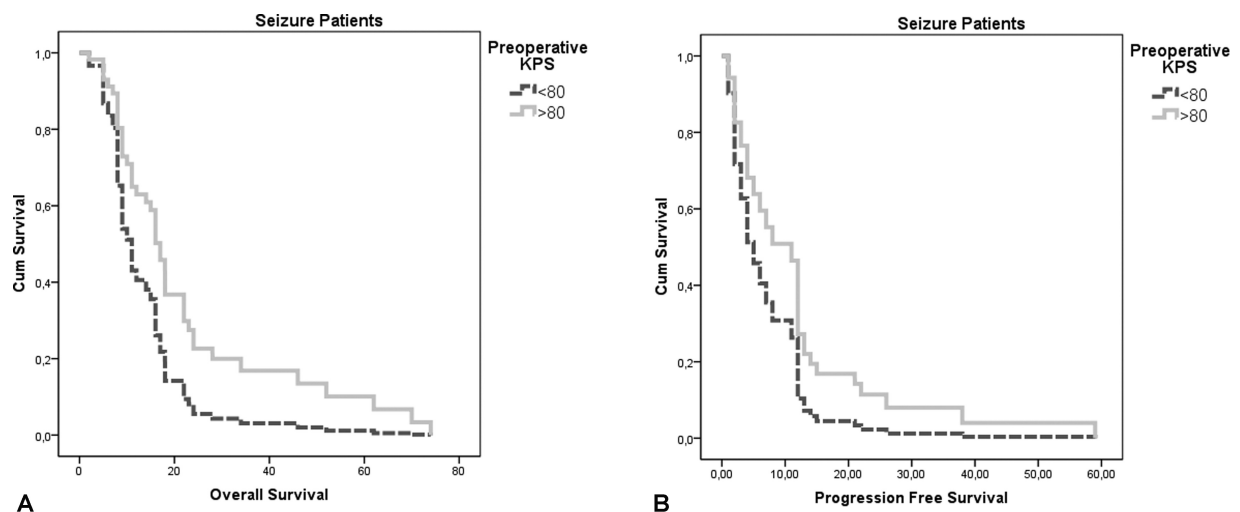 Seizure Patients
Preoperative
KPS
<80
>80
1,0
0,8
0,6
0,4
0,2
0,0
Cum Survival
0
20
40
60
80
Overall Survival
A
Seizure Patients
Preoperative
KPS
<80
>80
1,0
0,8
0,6
0,4
0,2
0,0
Cum Survival
0,00
10,00
20,00
30,00
40,00
50,00
60,00
Progression Free Survival
B